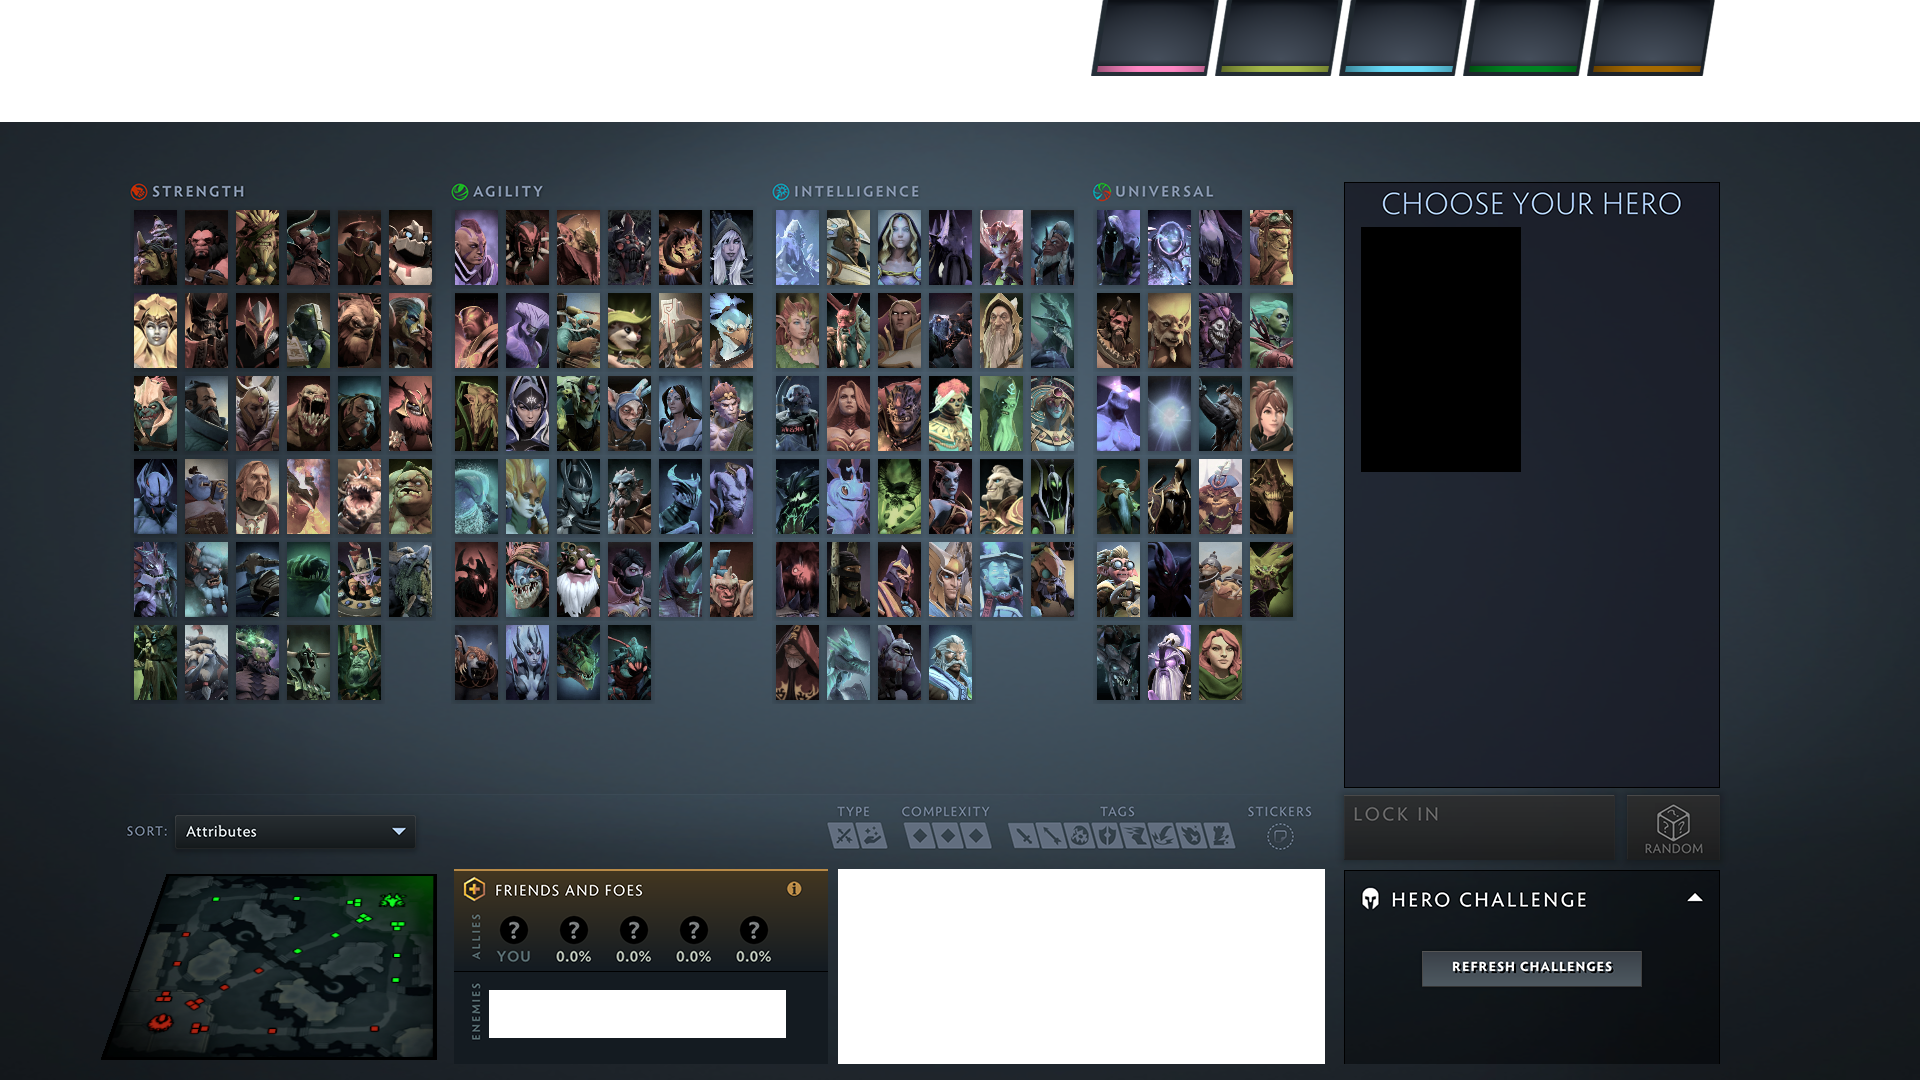 STRENGTH
AGILITY
INTELLIGENCE
UNIVERSAL
CHOOSE YOUR HERO
SORT:
Attributes
TYPE
COMPLEXITY
TAGS
STICKERS
LOCK IN
RANDOM
FRIENDS AND FOES
ALLIES
? ? ? ? ?
YOU 0.0% 0.0% 0.0% 0.0%
ENEMIES
HERO CHALLENGE
REFRESH CHALLENGES